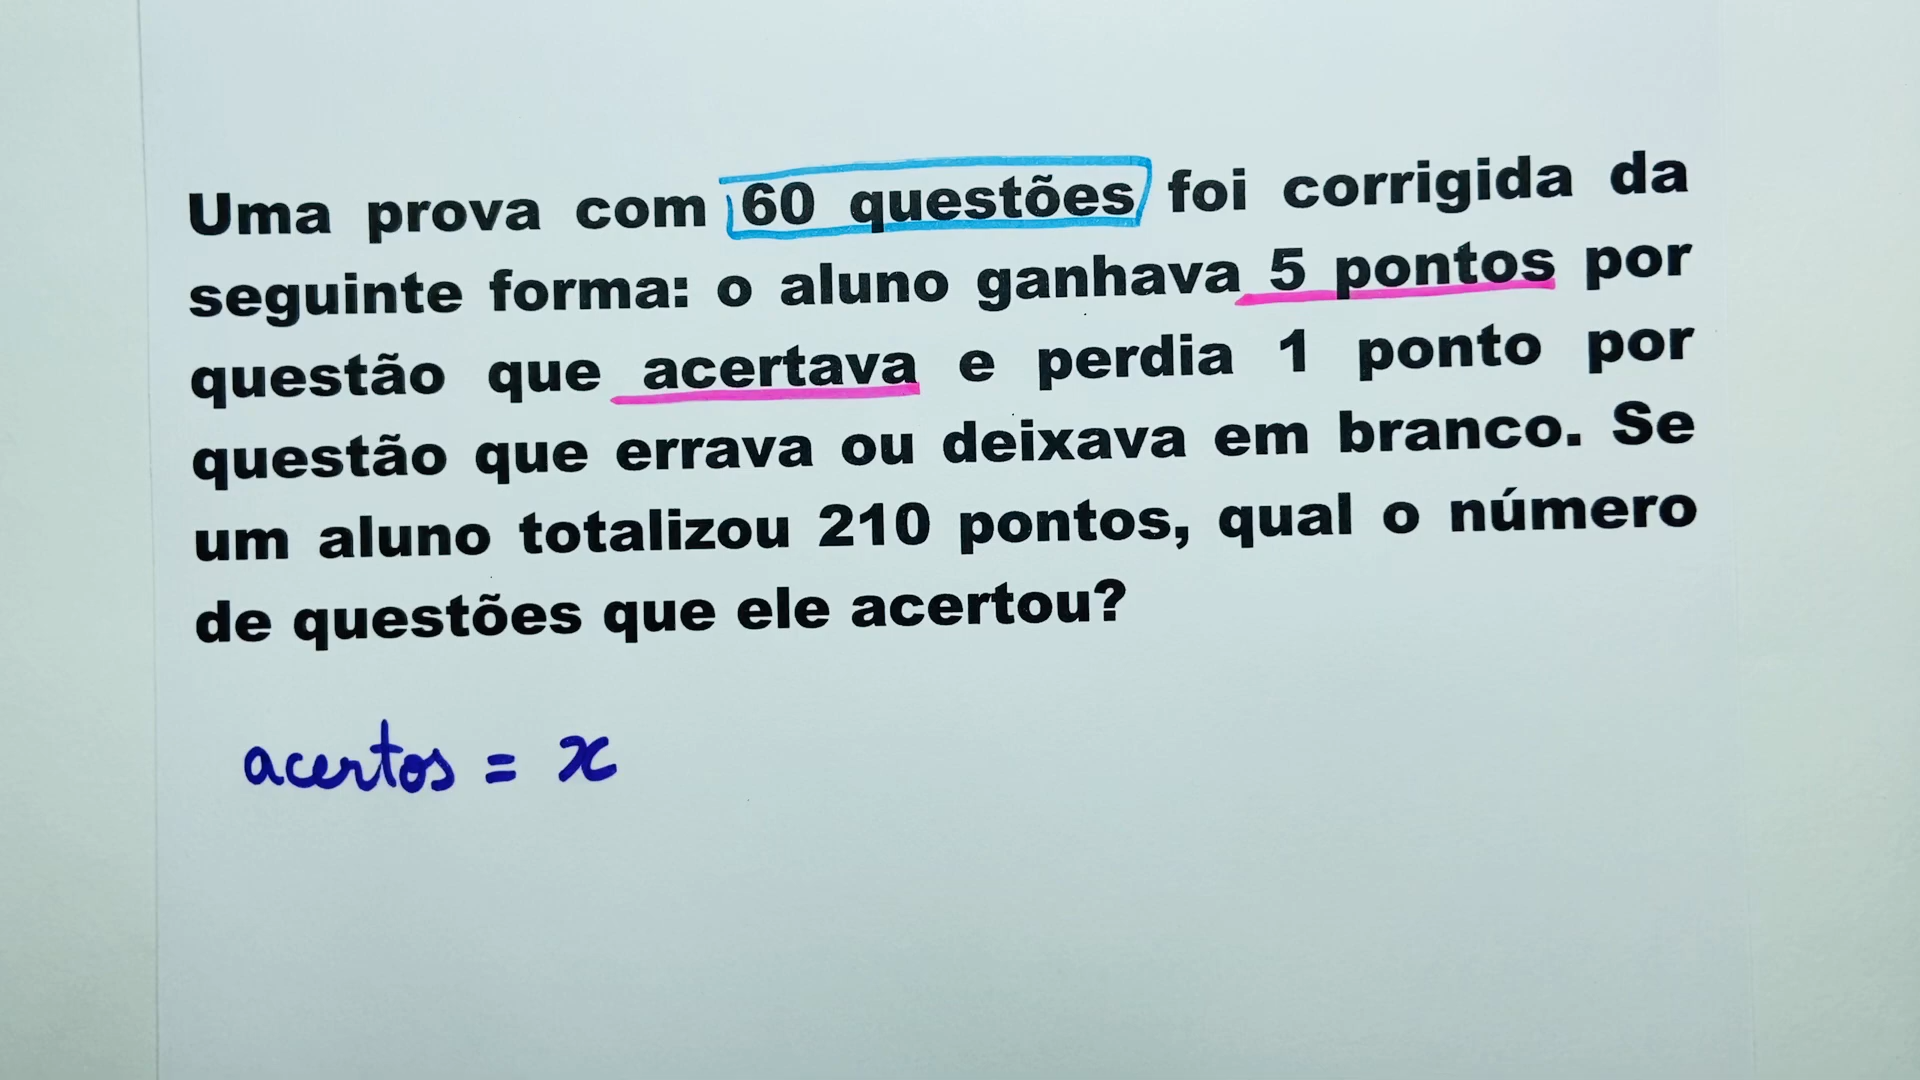 Uma prova com 60 questões foi corrigida da
seguinte forma: o aluno ganhava 5 pontos por
questão que acertava e perdia 1 ponto por
questão que errava ou deixava em branco. Se
um aluno totalizou 210 pontos, qual o número
de questões que ele acertou?
acertos = x